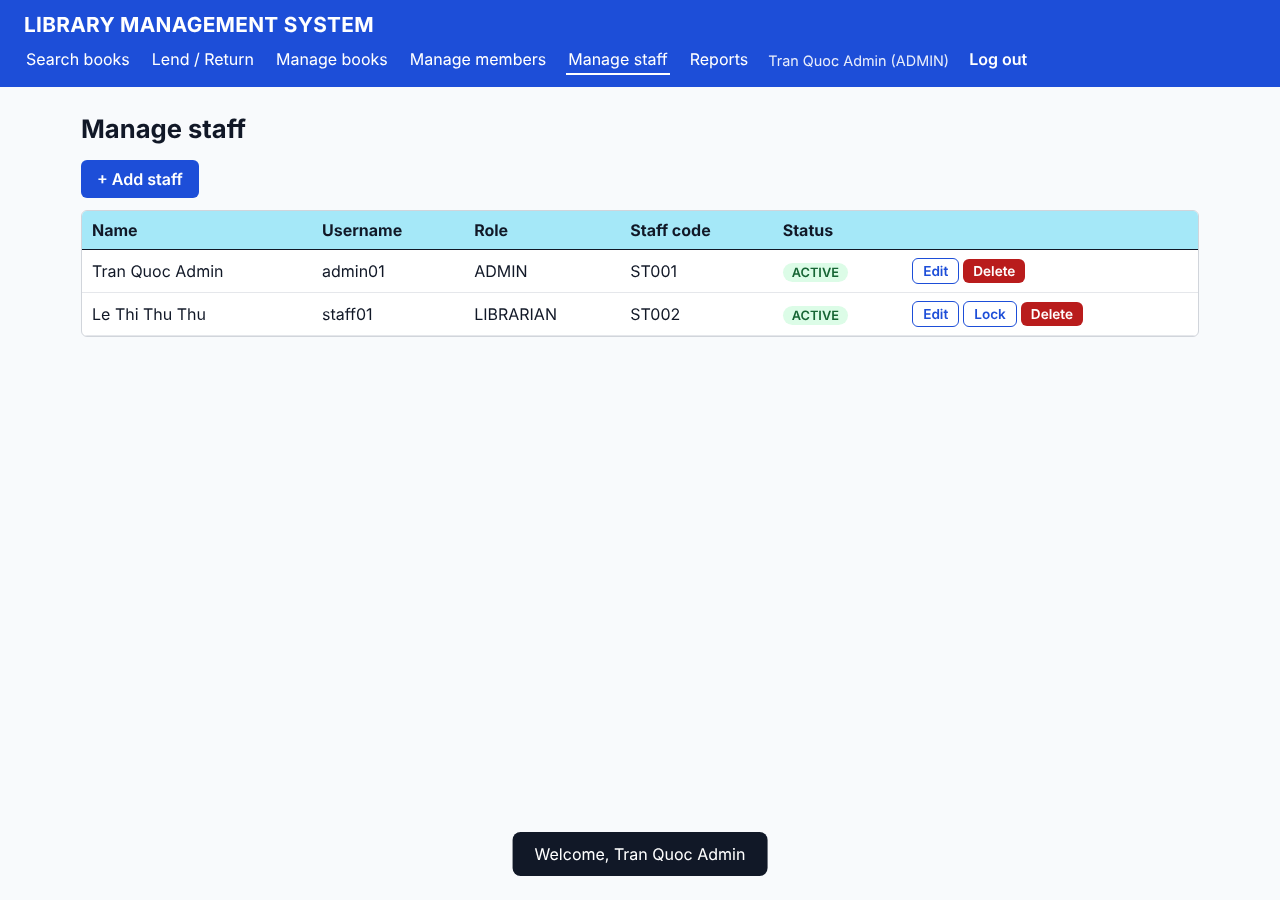 LIBRARY MANAGEMENT SYSTEM
Search books Lend / Return Manage books Manage members Manage staff Reports Tran Quoc Admin (ADMIN) Log out
Manage staff
+ Add staff
Name Username Role Staff code Status
Tran Quoc Admin admin01 ADMIN ST001 ACTIVE Edit Delete
Le Thi Thu Thu staff01 LIBRARIAN ST002 ACTIVE Edit Lock Delete
Welcome, Tran Quoc Admin